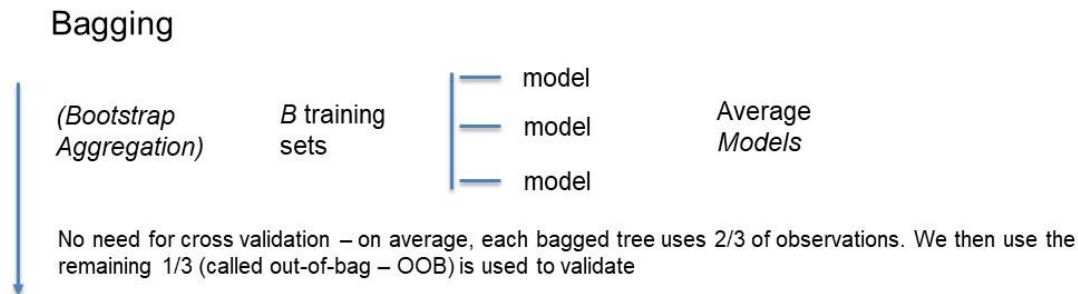 Bagging
(Bootstrap
Aggregation)
B training
sets
model
model
model
Average
Models
No need for cross validation – on average, each bagged tree uses 2/3 of observations. We then use the
remaining 1/3 (called out-of-bag – OOB) is used to validate